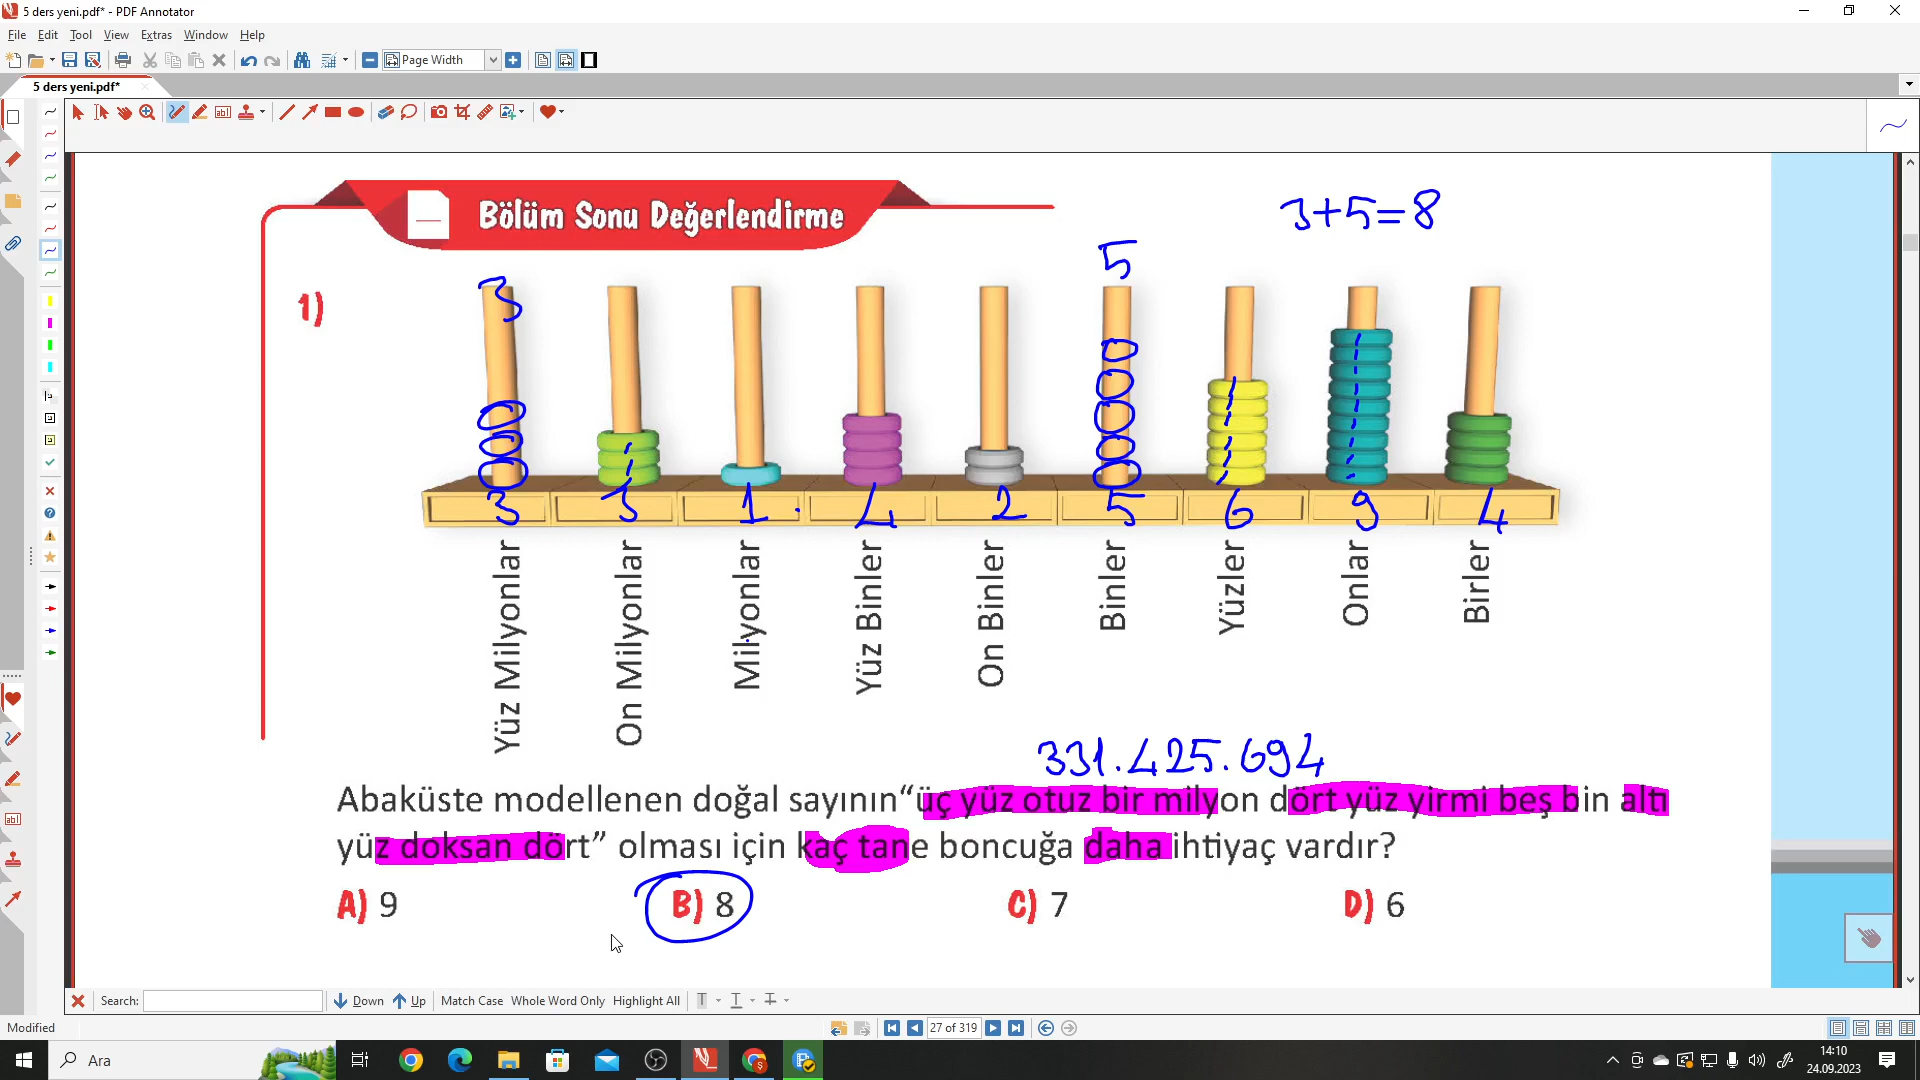 5 ders yeni.pdf* - PDF Annotator
File Edit Tool View Extras Window Help
Page Width
5 ders yeni.pdf*
Bölüm Sonu Değerlendirme
3+5=8
1)
3 5
3 3 1. 4 2 5 6 9 4
Yüz Milyonlar
On Milyonlar
Milyonlar
Yüz Binler
On Binler
Binler
Yüzler
Onlar
Birler
331.425.694
Abaküste modellenen doğal sayının“üç yüz otuz bir milyon dört yüz yirmi beş bin altı
yüz doksan dört” olması için kaç tane boncuğa daha ihtiyaç vardır?
A) 9 B) 8 C) 7 D) 6
Search: Down Up Match Case Whole Word Only Highlight All
Modified 27 of 319
Ara 14:10
24.09.2023